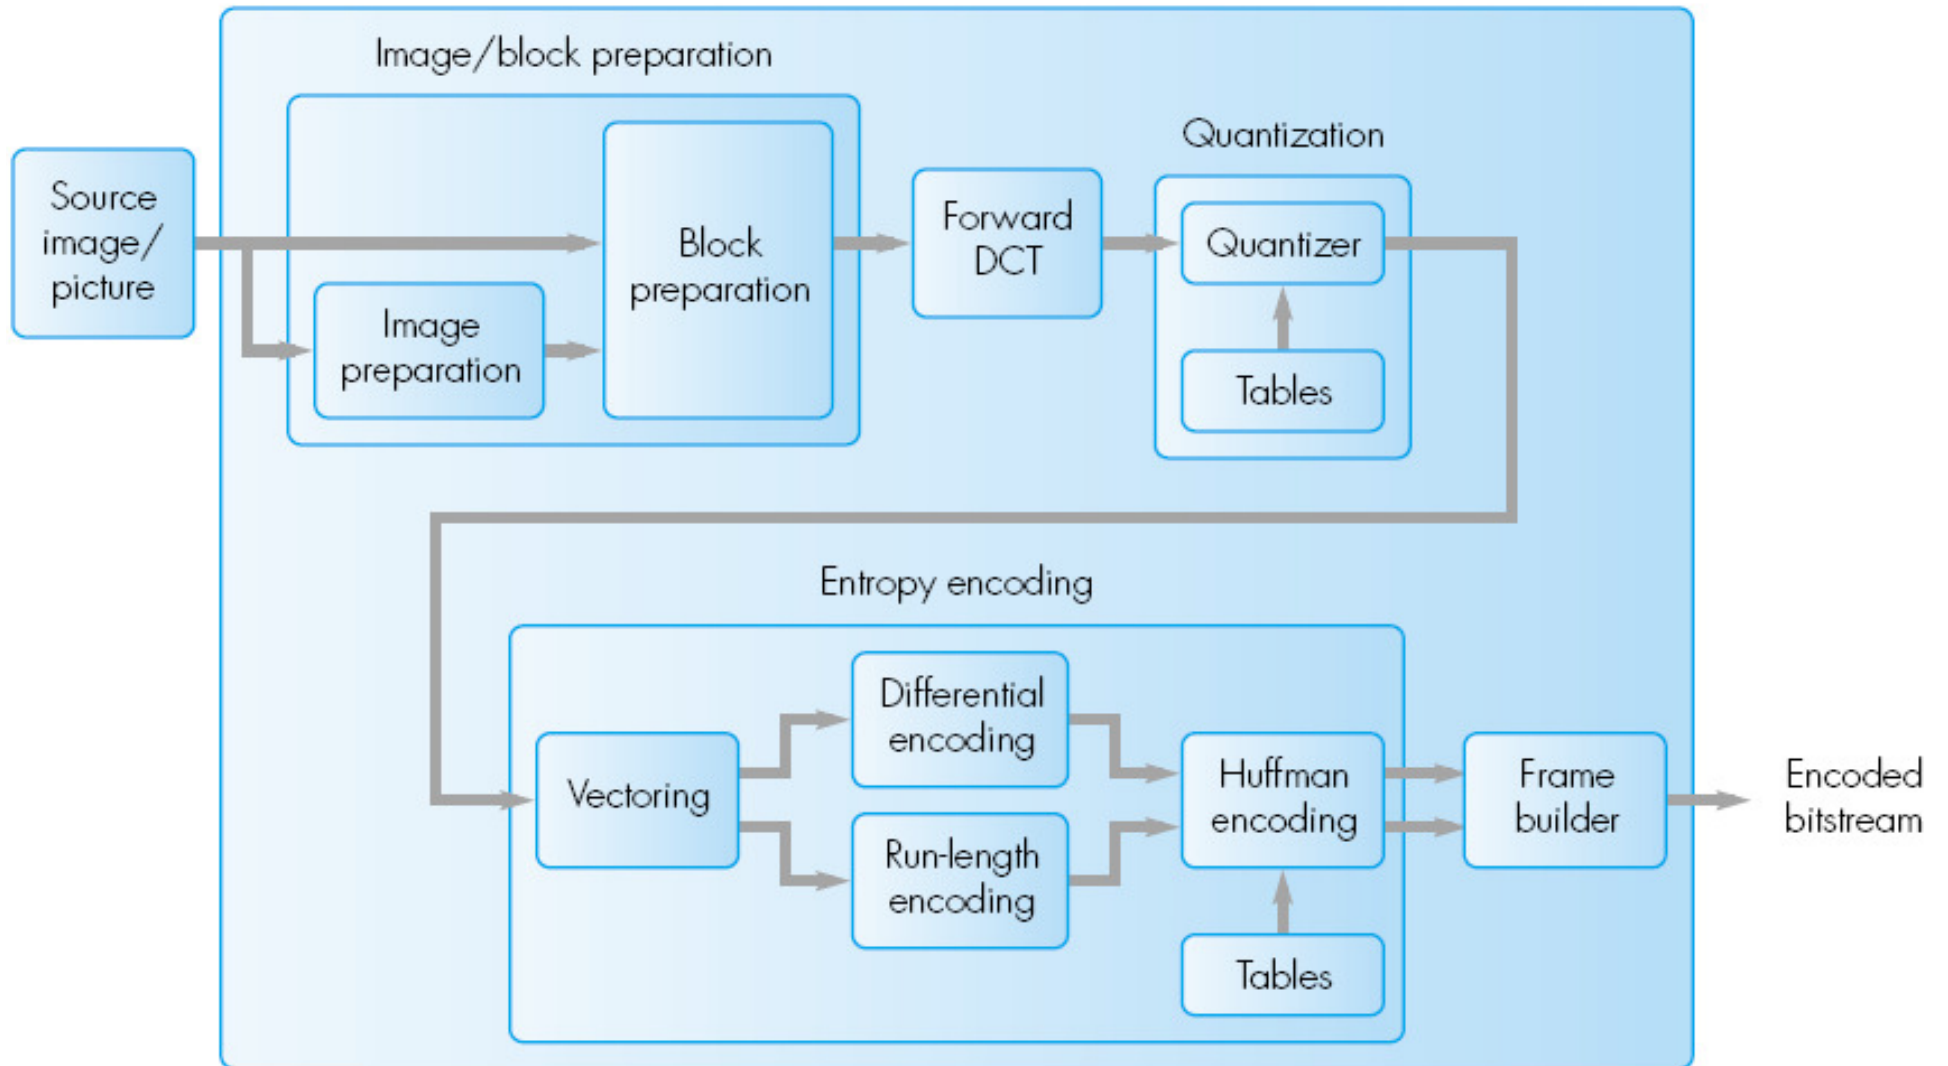 Image/block preparation
Source
image/
picture
Image
preparation
Block
preparation
Forward
DCT
Quantization
Quantizer
Tables
Entropy encoding
Vectoring
Differential
encoding
Run-length
encoding
Huffman
encoding
Tables
Frame
builder
Encoded
bitstream